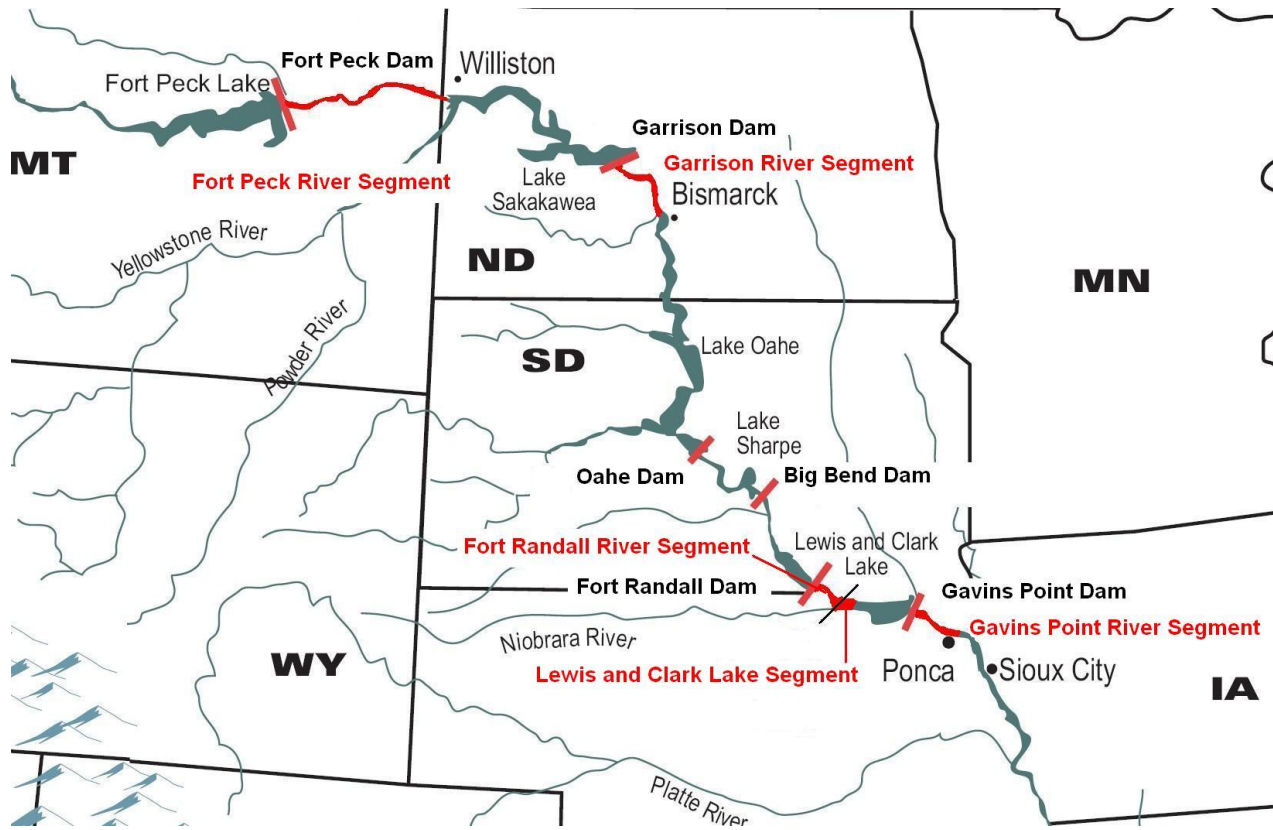 Fort Peck Dam
Williston
Fort Peck Lake
Garrison Dam
MT
Garrison River Segment
Fort Peck River Segment
Lake
Sakakawea
Bismarck
Yellowstone River
ND
MN
Powder River
SD
Lake Oahe
Lake
Sharpe
Oahe Dam
Big Bend Dam
Fort Randall River Segment
Lewis and Clark
Lake
Fort Randall Dam
Gavins Point Dam
Gavins Point River Segment
Niobrara River
WY
Lewis and Clark Lake Segment
Ponca
Sioux City
IA
Platte River